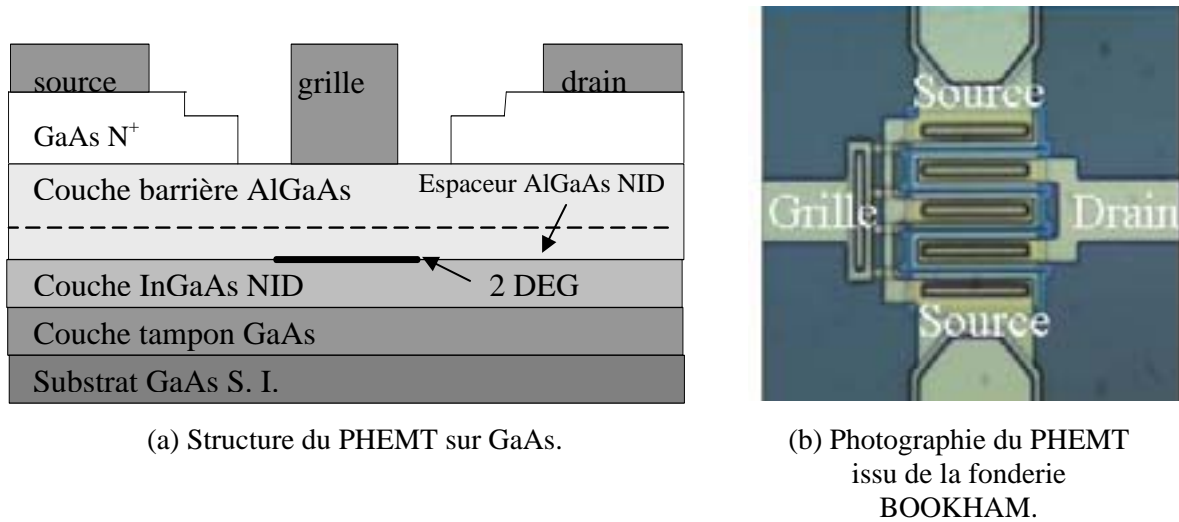 source
grille
drain
GaAs N+
Couche barrière AlGaAs
Espaceur AlGaAs NID
Couche InGaAs NID
2 DEG
Couche tampon GaAs
Substrat GaAs S. I.
(a) Structure du PHEMT sur GaAs.
Source
Grille
Drain
Source
(b) Photographie du PHEMT
issu de la fonderie
BOOKHAM.